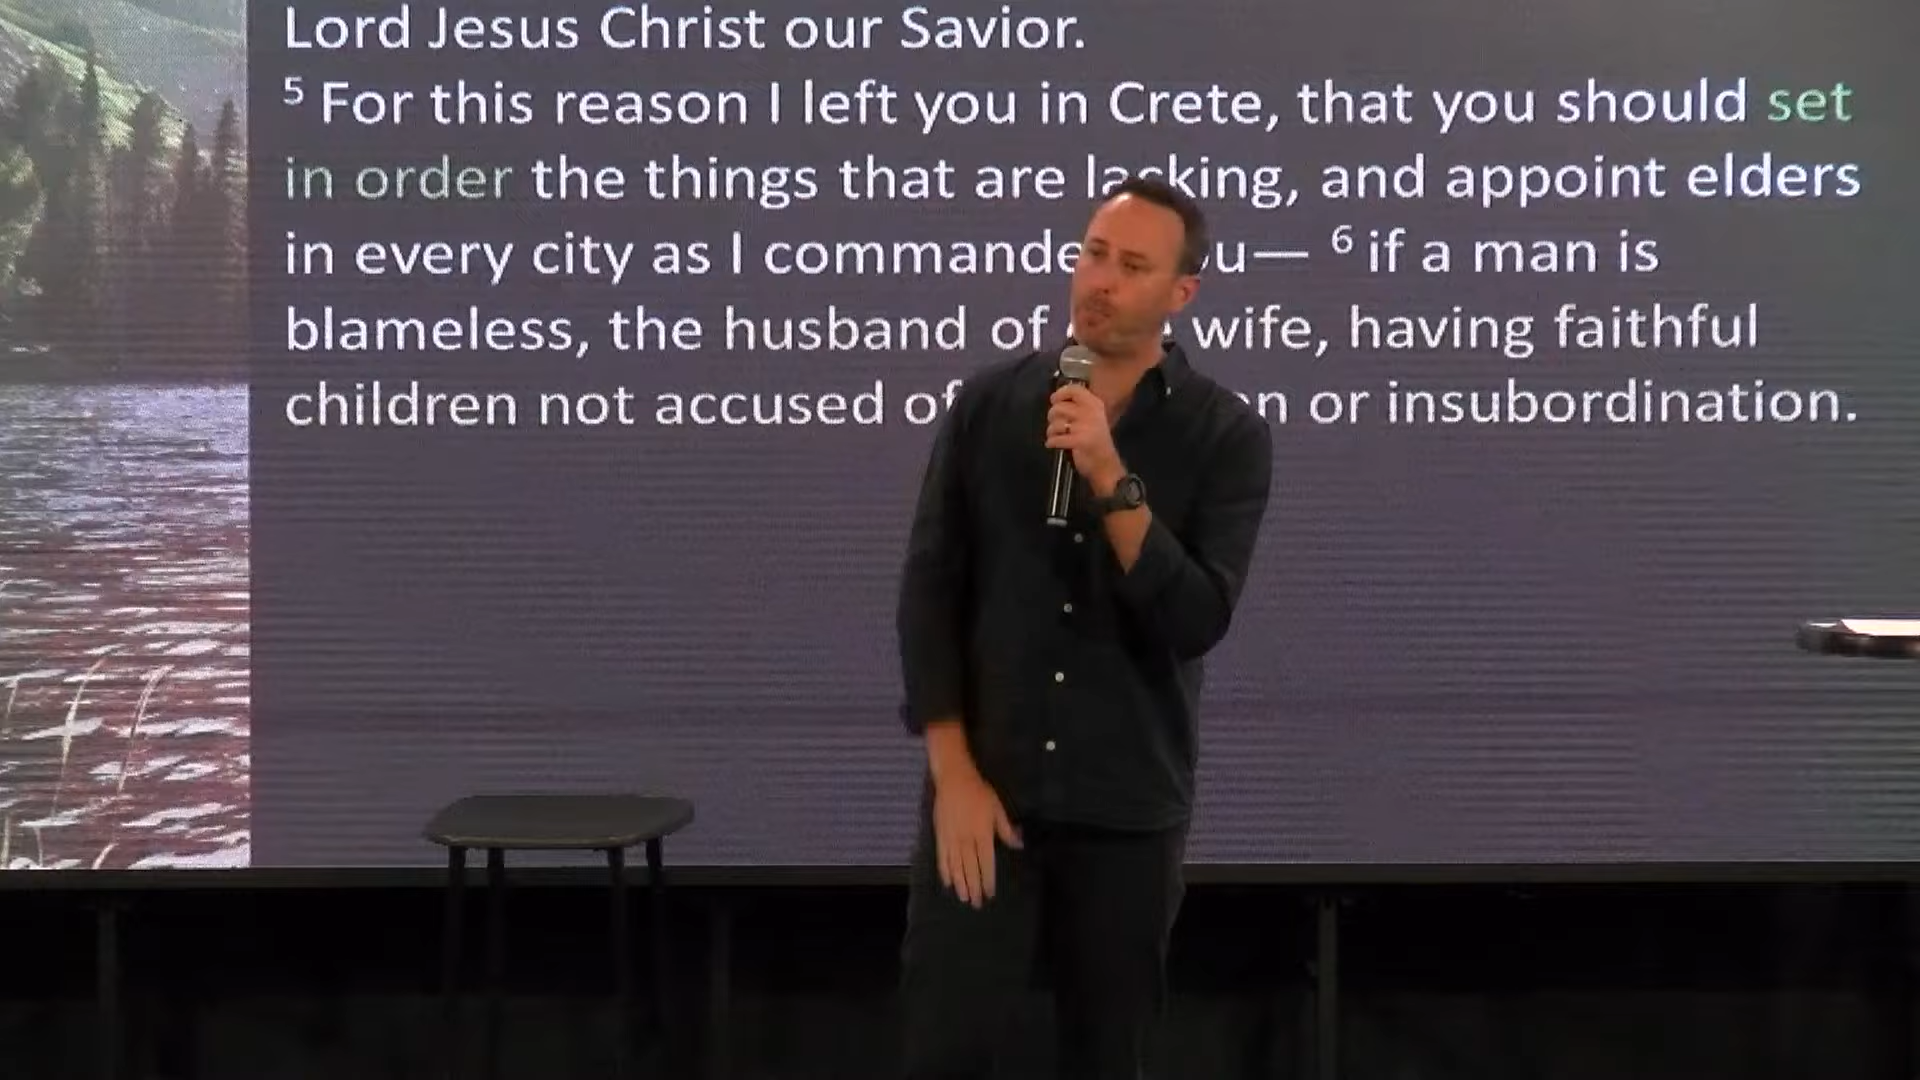 Lord Jesus Christ our Savior.
5 For this reason I left you in Crete, that you should set
in order the things that are lacking, and appoint elders
in every city as I commande u— 6 if a man is
blameless, the husband of wife, having faithful
children not accused of n or insubordination.